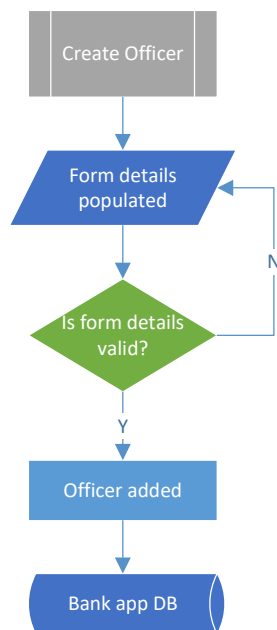 Create Officer
Form details
populated
N
Is form details
valid?
Y
Officer added
Bank app DB